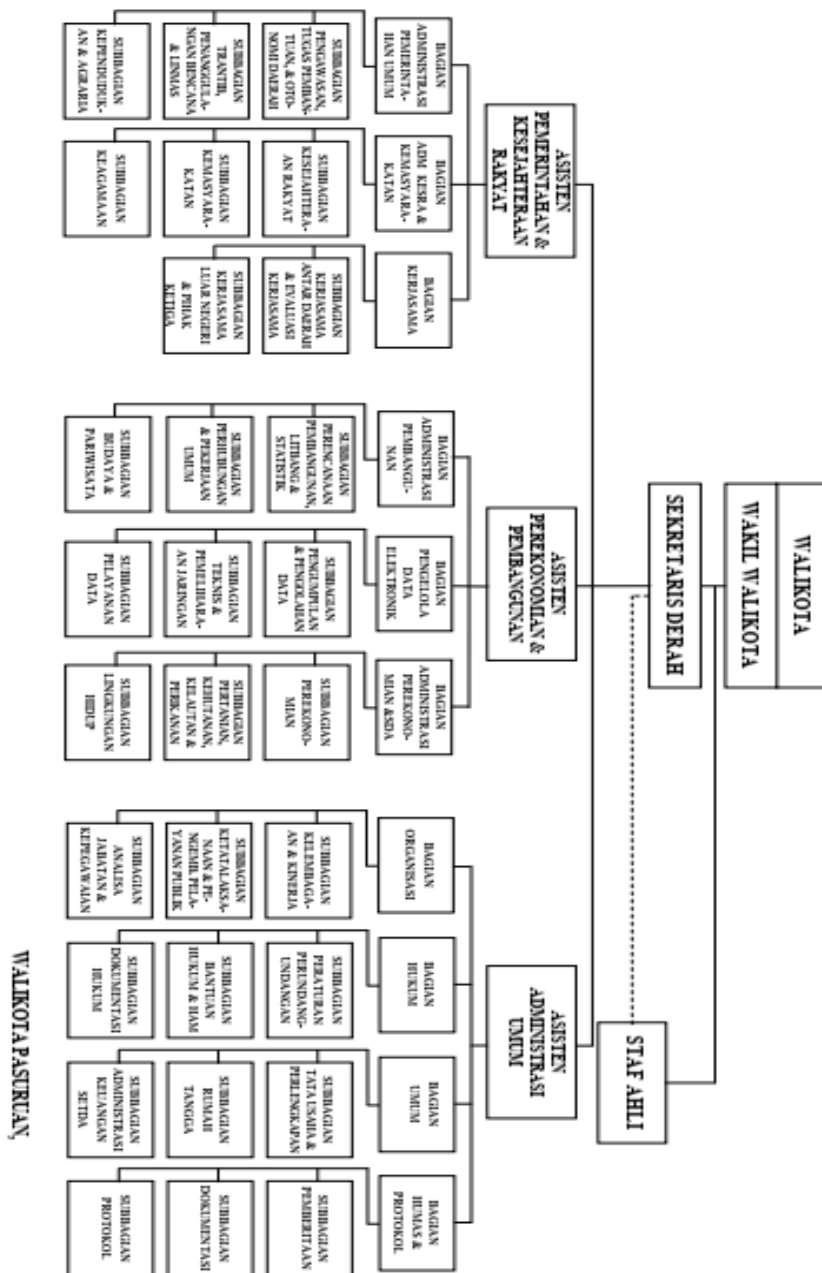 WALIKOTA
WAKIL WALIKOTA
SEKRETARIS DERAH
STAF AHLI
ASISTEN
PEMERINTAHAN &
KESEJAHTERAAN
RAKYAT
ASISTEN
PEREKONOMIAN &
PEMBANGUNAN
ASISTEN
ADMINISTRASI
UMUM
BAGIAN
ADMINISTRASI
PEMERINTA-
HAN UMUM
BAGIAN
ADM KESRA &
KEMASYARA-
KATAN
BAGIAN
KERJASAMA
BAGIAN
ADMINISTRASI
PEMBANGU-
NAN
BAGIAN
PENGELOLA
DATA
ELEKTRONIK
BAGIAN
ADMINISTRASI
PEREKONO-
MIAN &SDA
BAGIAN
ORGANISASI
BAGIAN
HUKUM
BAGIAN
UMUM
BAGIAN
HUMAS &
PROTOKOL
SUBBAGIAN
PENGAWASAN,
TUGAS PEMBAN-
TUAN, & OTO-
NOMI DAERAH
SUBBAGIAN
KESEJAHTERA-
AN RAKYAT
SUBBAGIAN
KERJASAMA
ANTAR DAERAH
& EVALUASI
KERJASAMA
SUBBAGIAN
PERENCANAAN
PEMBANGUNAN,
LITBANG &
STATISTIK
SUBBAGIAN
PENGUMPULAN
& PENGOLAHAN
DATA
SUBBAGIAN
PEREKONO-
MIAN
SUBBAGIAN
KELEMBAGA-
AN & KINERJA
SUBBAGIAN
PERATURAN
PERUNDANG-
UNDANGAN
SUBBAGIAN
TATA USAHA &
PERLENGKAPAN
SUBBAGIAN
PEMBERITAAN
SUBBAGIAN
TRANTIB,
PENANGGULA-
NGAN BENCANA
& LINMAS
SUBBAGIAN
KEMASYARA-
KATAN
SUBBAGIAN
KERJASAMA
LUAR NEGERI
& PIHAK
KETIGA
SUBBAGIAN
PERHUBUNGAN
& PEKERJAAN
UMUM
SUBBAGIAN
TEKNIS &
PEMELIHARA-
AN JARINGAN
SUBBAGIAN
PERTANIAN,
KEHUTANAN,
KELAUTAN &
PERIKANAN
SUBBAGIAN
KETATALAKSA-
NAAN & PE-
NGEMB. PELA-
YANAN PUBLIK
SUBBAGIAN
BANTUAN
HUKUM & HAM
SUBBAGIAN
RUMAH
TANGGA
SUBBAGIAN
DOKUMENTASI
SUBBAGIAN
KEPENDUDUK-
AN & AGRARIA
SUBBAGIAN
KEAGAMAAN
SUBBAGIAN
BUDAYA &
PARIWISATA
SUBBAGIAN
PELAYANAN
DATA
SUBBAGIAN
LINGKUNGAN
HIDUP
SUBBAGIAN
ANALISA
JABATAN &
KEPEGAWAIAN
SUBBAGIAN
DOKUMENTASI
HUKUM
SUBBAGIAN
ADMINISTRASI
KEUANGAN
SETDA
SUBBAGIAN
PROTOKOL
WALIKOTA PASURUAN,